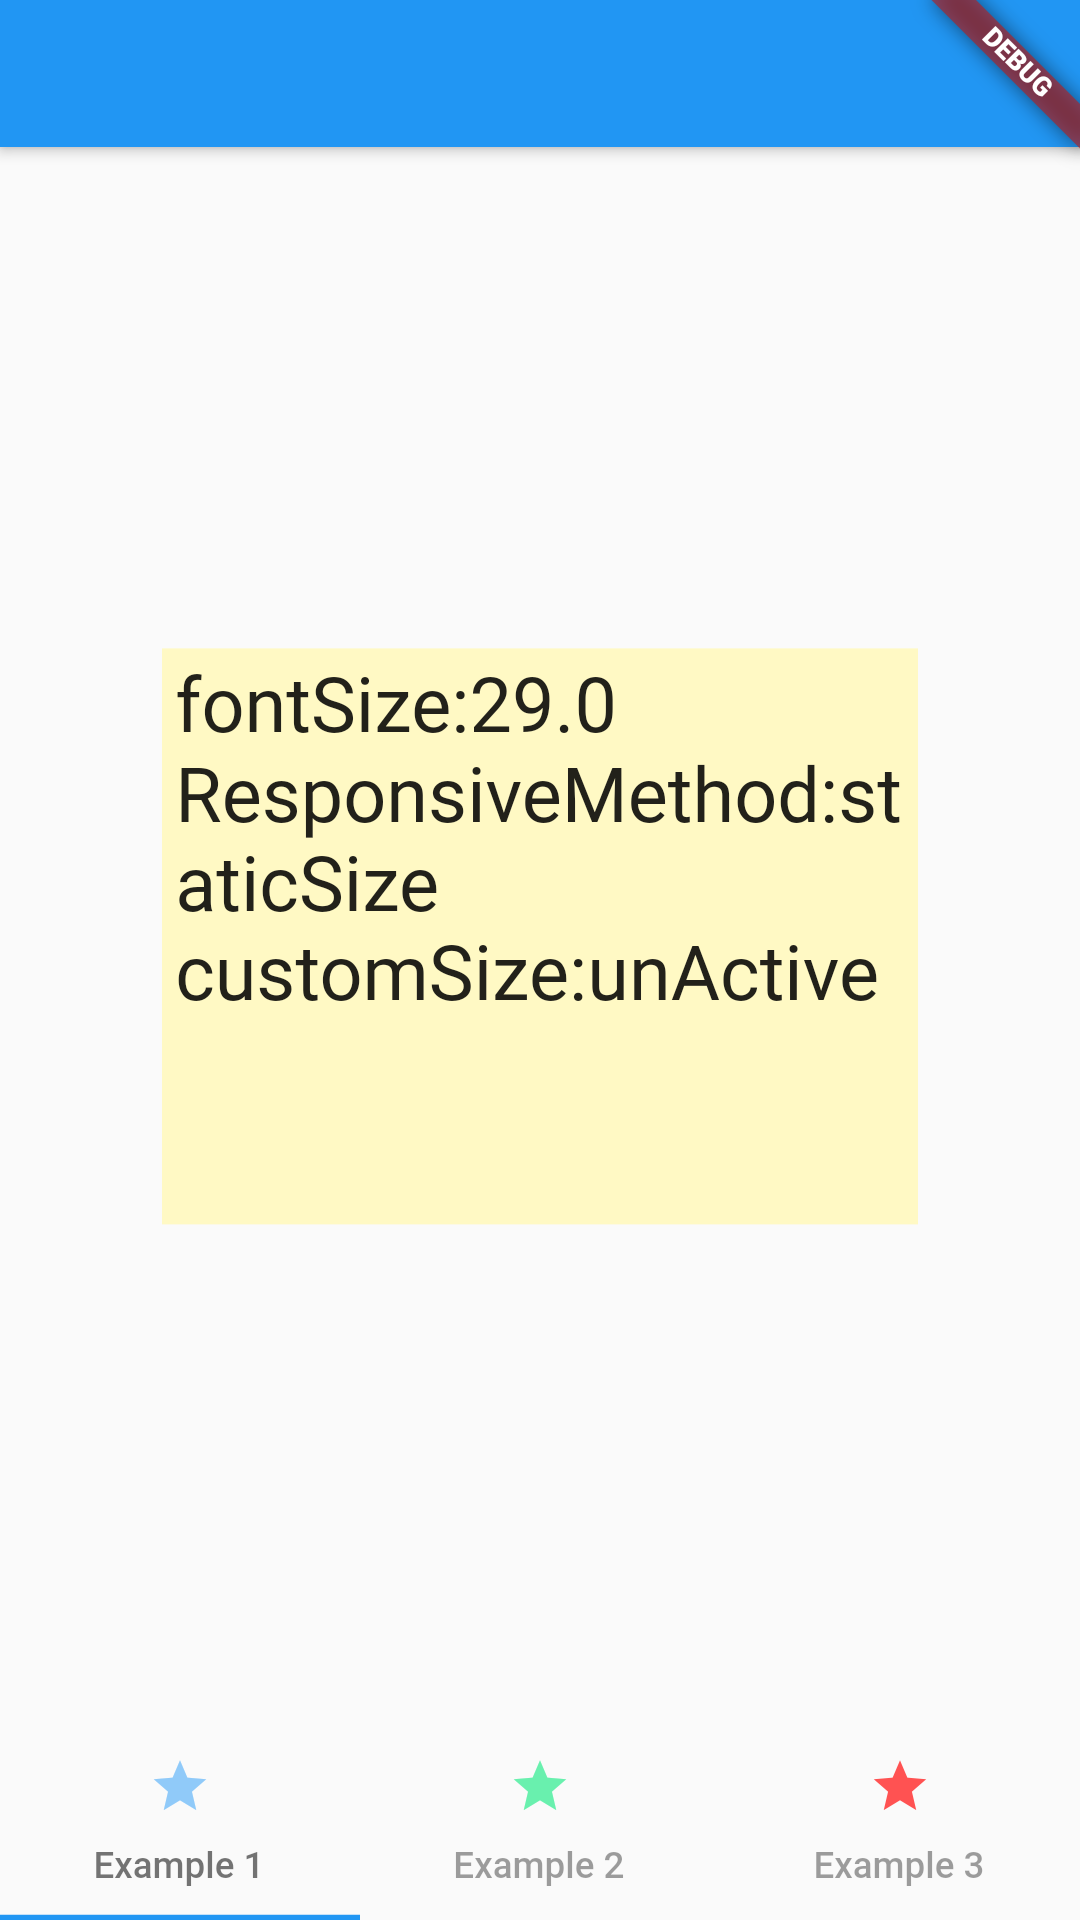 DEBUG
fontSize:29.0
ResponsiveMethod:st
aticSize
customSize:unActive
Example 1
Example 2
Example 3